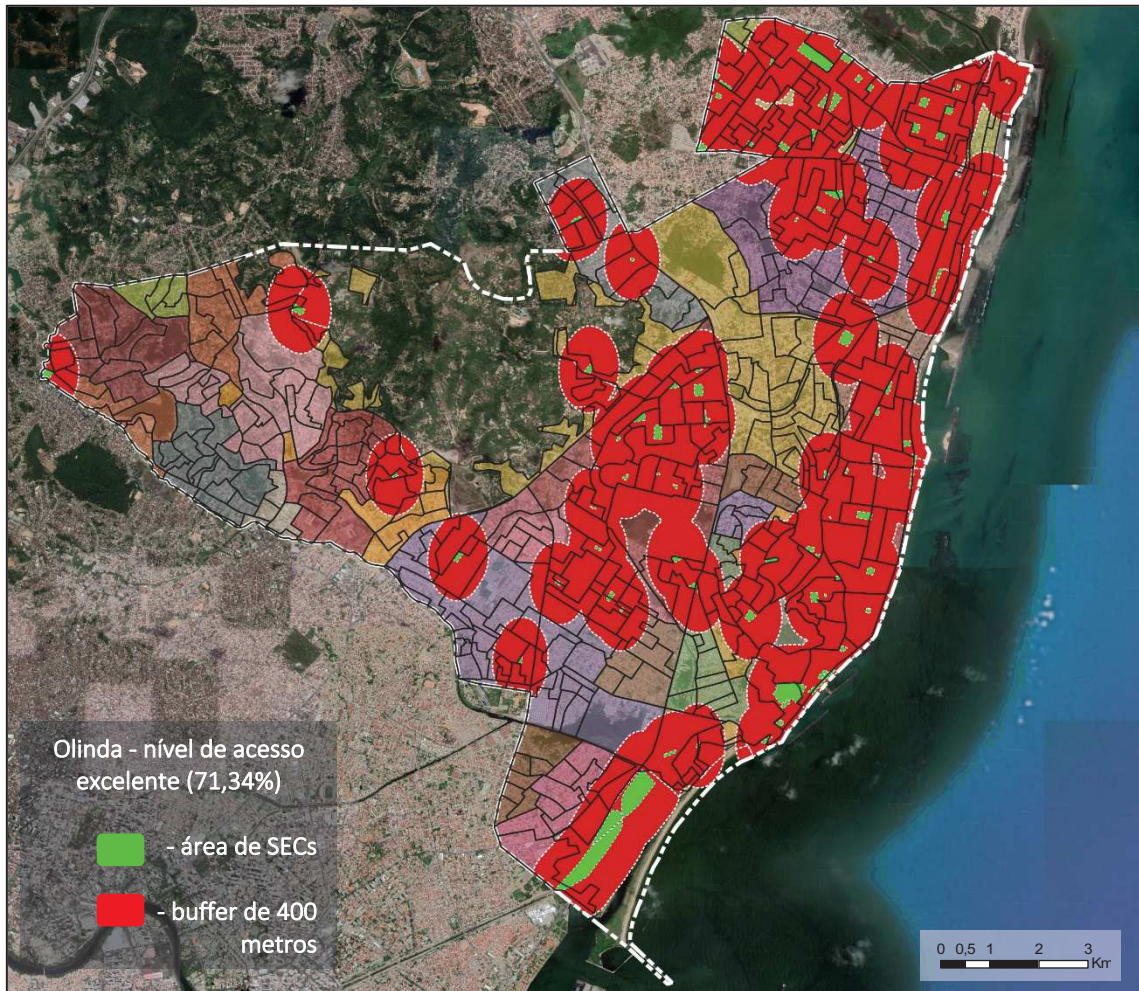 Olinda - nível de acesso
excelente (71,34%)
- área de SECs
- buffer de 400
metros
0 0,5 1 2 3
Km